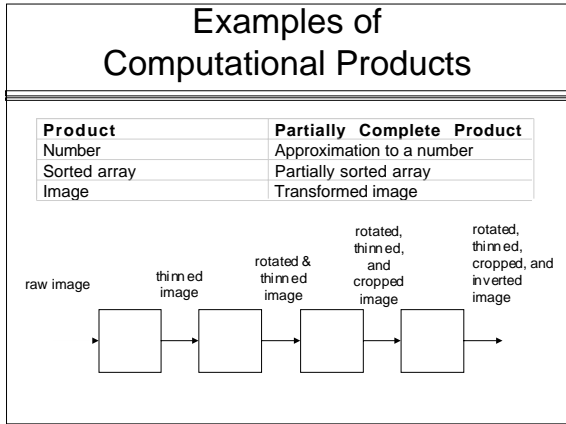 Examples of
Computational Products
Product Partially Complete Product
Number Approximation to a number
Sorted array Partially sorted array
Image Transformed image
raw image
thinned
image
rotated &
thinned
image
rotated,
thinned,
and
cropped
image
rotated,
thinned,
cropped, and
inverted
image